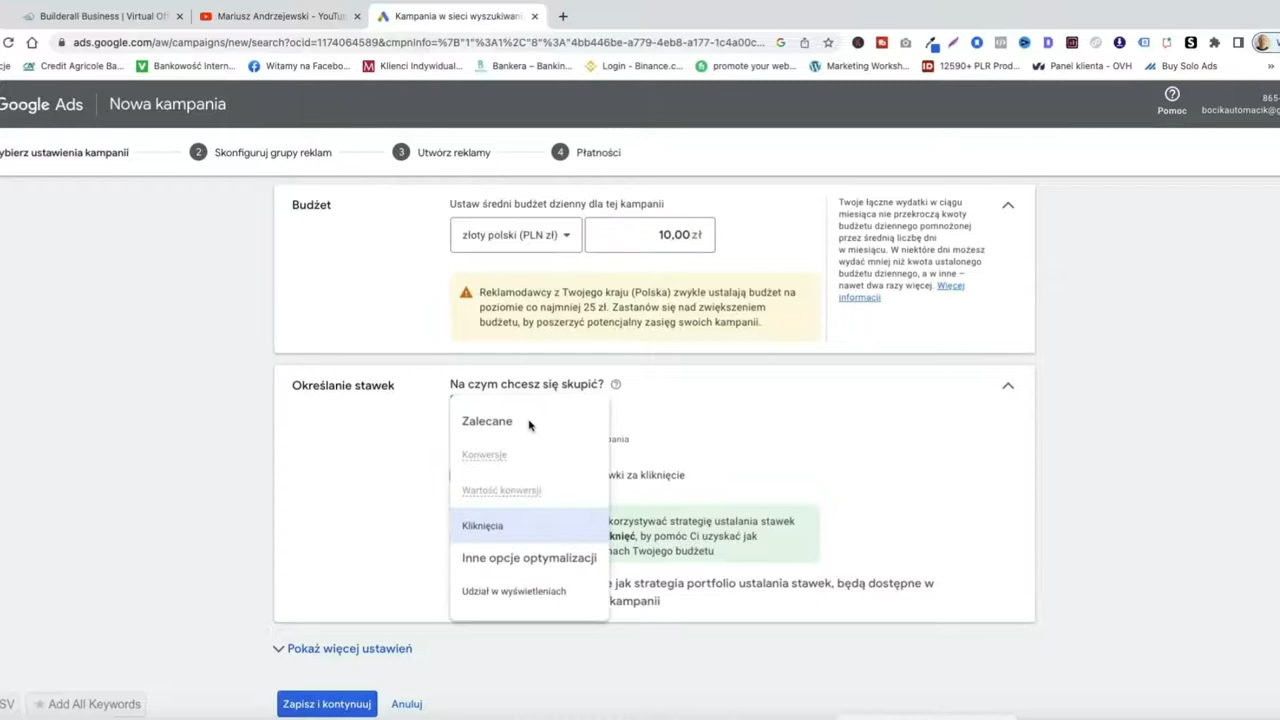 Builderall Business | Virtual Of
Mariusz Andrzejewski - YouTu
Kampania w sieci wyszukiwani
ads.google.com/aw/campaigns/new/search?ocid=1174064589&cmpnInfo=%7B"1"%3A1%2C"8"%3A"4bb446be-a779-4eb8-a177-1c4a00c...
cje
Credit Agricole Ba...
Bankowość Intern...
Witamy na Facebo...
Klienci Indywidual...
Bankera – Bankin...
Login - Binance.c...
promote your web...
Marketing Worksh...
12590+ PLR Prod...
Panel klienta - OVH
Buy Solo Ads
»
Google Ads
Nowa kampania
Pomoc
865-
bocikautomacik@g
ybierz ustawienia kampanii
2 Skonfiguruj grupy reklam
3 Utwórz reklamy
4 Płatności
Budżet
Ustaw średni budżet dzienny dla tej kampanii
złoty polski (PLN zł)
10,00 zł
Reklamodawcy z Twojego kraju (Polska) zwykle ustalają budżet na
poziomie co najmniej 25 zł. Zastanów się nad zwiększeniem
budżetu, by poszerzyć potencjalny zasięg swoich kampanii.
Twoje łączne wydatki w ciągu
miesiąca nie przekroczą kwoty
budżetu dziennego pomnożonej
przez średnią liczbę dni
w miesiącu. W niektóre dni możesz
wydać mniej niż kwota ustalonego
budżetu dziennego, a w inne –
nawet dwa razy więcej. Więcej
informacji
Określanie stawek
Na czym chcesz się skupić?
Zalecane
Konwersje
Wartość konwersji
Kliknięcia
Inne opcje optymalizacji
Udział w wyświetleniach
pania
wki za kliknięcie
korzystywać strategię ustalania stawek
knięć, by pomóc Ci uzyskać jak
nach Twojego budżetu
e jak strategia portfolio ustalania stawek, będą dostępne w
kampanii
Pokaż więcej ustawień
SV
Add All Keywords
Zapisz i kontynuuj
Anuluj